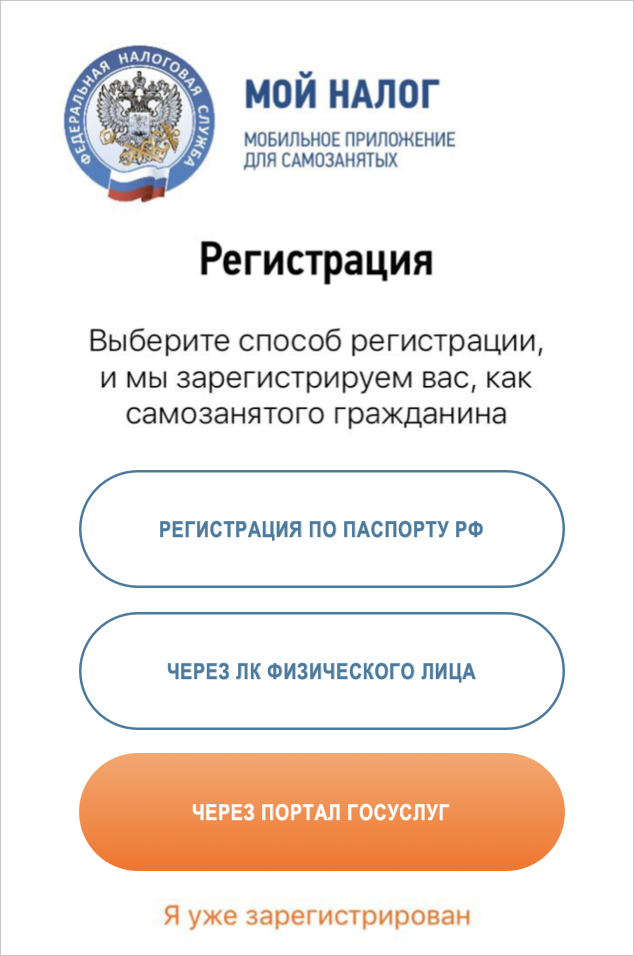 ФЕДЕРАЛЬНАЯ НАЛОГОВАЯ СЛУЖБА
МОЙ НАЛОГ
МОБИЛЬНОЕ ПРИЛОЖЕНИЕ
ДЛЯ САМОЗАНЯТЫХ
Регистрация
Выберите способ регистрации,
и мы зарегистрируем вас, как
самозанятого гражданина
РЕГИСТРАЦИЯ ПО ПАСПОРТУ РФ
ЧЕРЕЗ ЛК ФИЗИЧЕСКОГО ЛИЦА
ЧЕРЕЗ ПОРТАЛ ГОСУСЛУГ
Я уже зарегистрирован